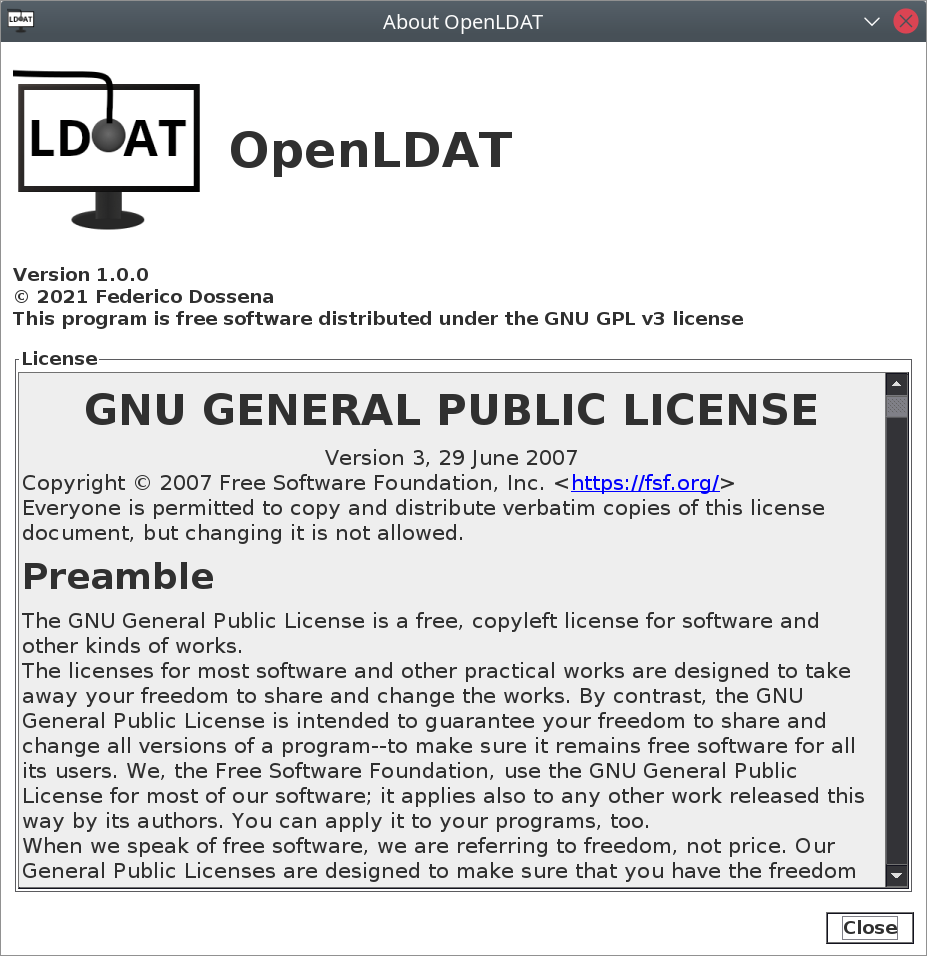 LDAT
About OpenLDAT
LD AT
OpenLDAT
Version 1.0.0
© 2021 Federico Dossena
This program is free software distributed under the GNU GPL v3 license
License
GNU GENERAL PUBLIC LICENSE
Version 3, 29 June 2007
Copyright © 2007 Free Software Foundation, Inc. <https://fsf.org/>
Everyone is permitted to copy and distribute verbatim copies of this license
document, but changing it is not allowed.
Preamble
The GNU General Public License is a free, copyleft license for software and
other kinds of works.
The licenses for most software and other practical works are designed to take
away your freedom to share and change the works. By contrast, the GNU
General Public License is intended to guarantee your freedom to share and
change all versions of a program--to make sure it remains free software for all
its users. We, the Free Software Foundation, use the GNU General Public
License for most of our software; it applies also to any other work released this
way by its authors. You can apply it to your programs, too.
When we speak of free software, we are referring to freedom, not price. Our
General Public Licenses are designed to make sure that you have the freedom
Close